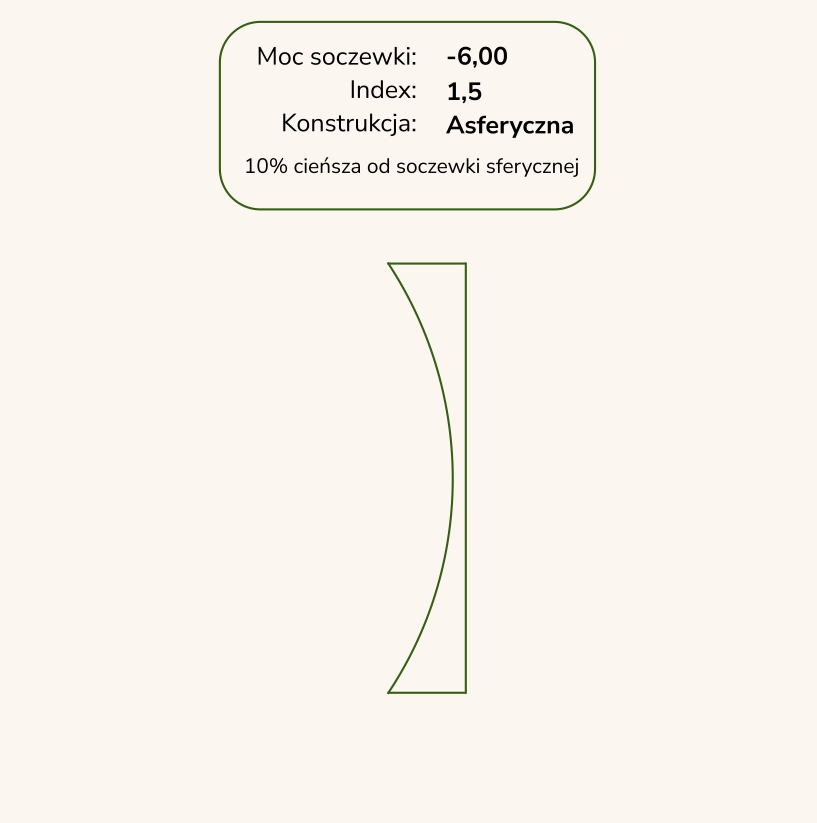 Moc soczewki: -6,00
Index: 1,5
Konstrukcja: Asferyczna
10% cieńsza od soczewki sferycznej